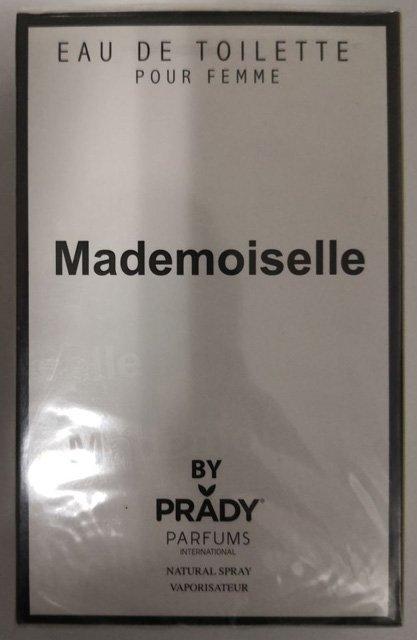 EAU DE TOILETTE
POUR FEMME
Mademoiselle
BY
PRADY®
PARFUMS
INTERNATIONAL
NATURAL SPRAY
VAPORISATEUR